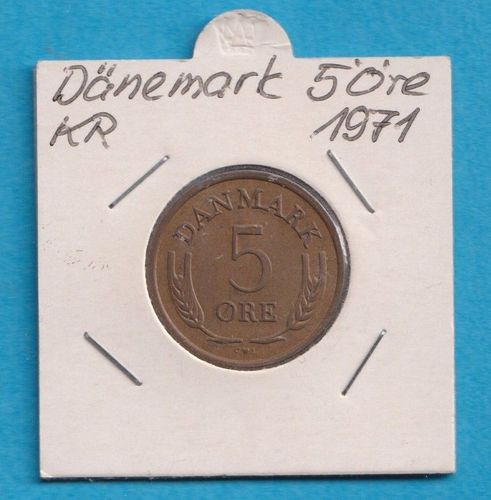 Dänemark 5 Öre
KR 1971
DANMARK
5
ØRE